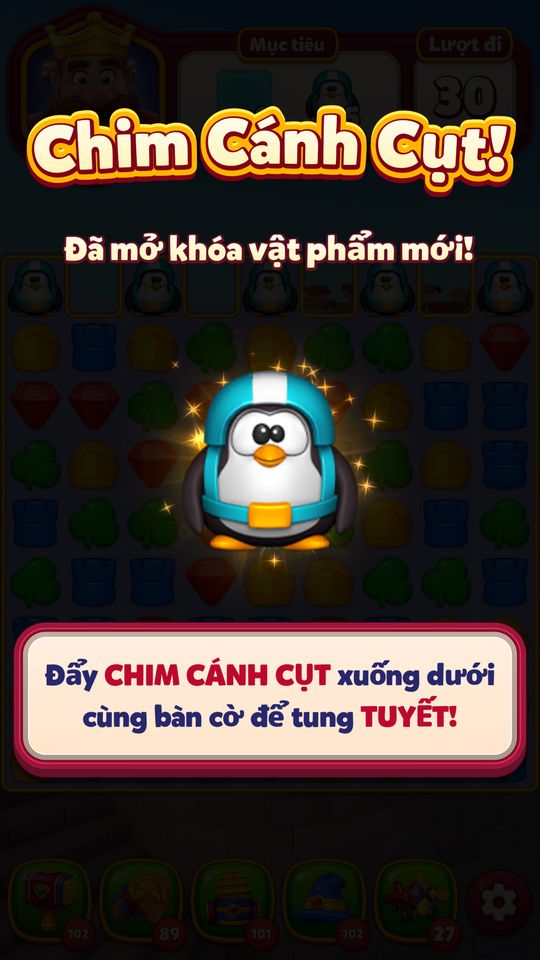 Mục tiêu
Lượt đi
30
Chim Cánh Cụt!
Đã mở khóa vật phẩm mới!
Đẩy CHIM CÁNH CỤT xuống dưới
cùng bàn cờ để tung TUYẾT!
102
89
101
102
27